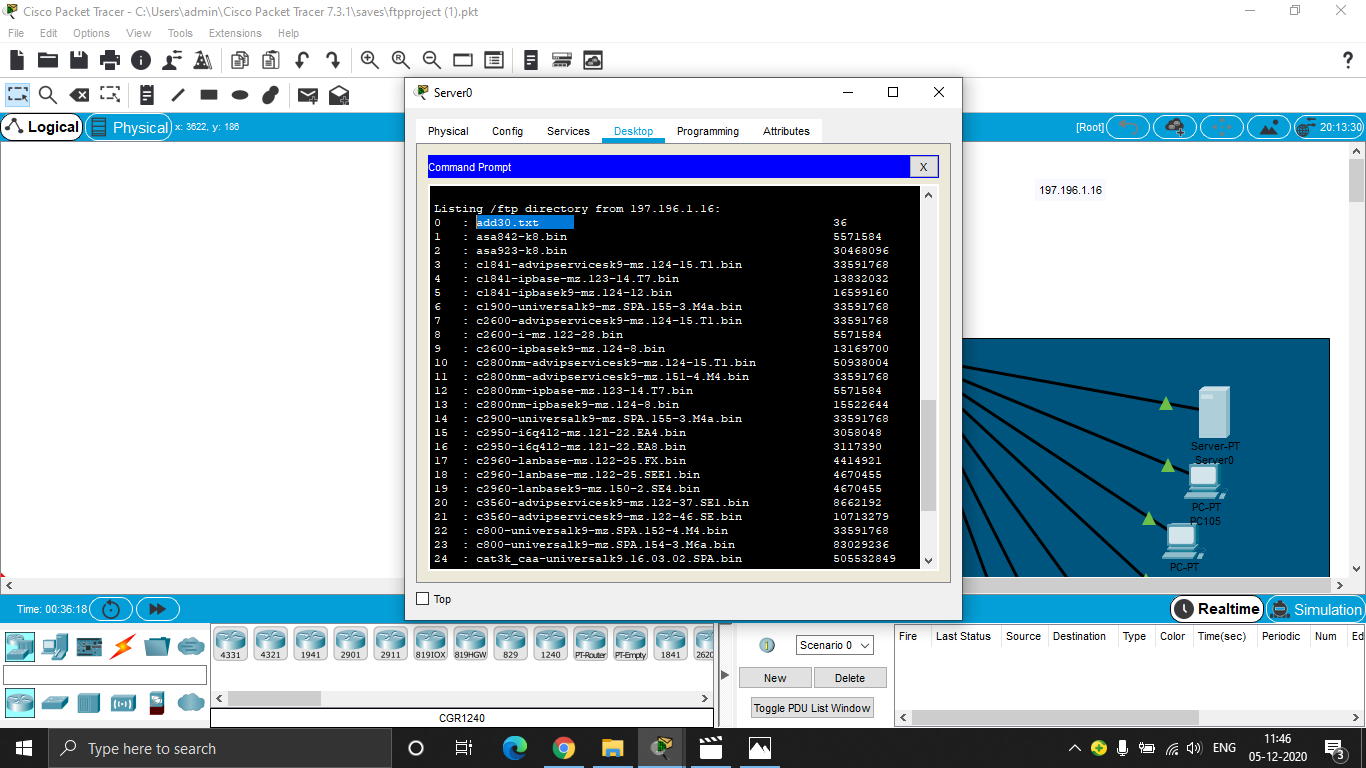 Cisco Packet Tracer - C:\Users\admin\Cisco Packet Tracer 7.3.1\saves\ftpproject (1).pkt
File Edit Options View Tools Extensions Help
Server0
Logical Physical x: 3622, y: 186
[Root] 20:13:30
Physical Config Services Desktop Programming Attributes
Command Prompt X
197.196.1.16
Listing /ftp directory from 197.196.1.16:
0 : add30.txt 36
1 : asa842-k8.bin 5571584
2 : asa923-k8.bin 30468096
3 : c1841-advipservicesk9-mz.124-15.T1.bin 33591768
4 : c1841-ipbase-mz.123-14.T7.bin 13832032
5 : c1841-ipbasek9-mz.124-12.bin 16599160
6 : c1900-universalk9-mz.SPA.155-3.M4a.bin 33591768
7 : c2600-advipservicesk9-mz.124-15.T1.bin 33591768
8 : c2600-i-mz.122-28.bin 5571584
9 : c2600-ipbasek9-mz.124-8.bin 13169700
10 : c2800nm-advipservicesk9-mz.124-15.T1.bin 50938004
11 : c2800nm-advipservicesk9-mz.151-4.M4.bin 33591768
12 : c2800nm-ipbase-mz.123-14.T7.bin 5571584
13 : c2800nm-ipbasek9-mz.124-8.bin 15522644
14 : c2900-universalk9-mz.SPA.155-3.M4a.bin 33591768
15 : c2950-i6q4l2-mz.121-22.EA4.bin 3058048
16 : c2950-i6q4l2-mz.121-22.EA8.bin 3117390
17 : c2960-lanbase-mz.122-25.FX.bin 4414921
18 : c2960-lanbase-mz.122-25.SEE1.bin 4670455
19 : c2960-lanbasek9-mz.150-2.SE4.bin 4670455
20 : c3560-advipservicesk9-mz.122-37.SE1.bin 8662192
21 : c3560-advipservicesk9-mz.122-46.SE.bin 10713279
22 : c800-universalk9-mz.SPA.152-4.M4.bin 33591768
23 : c800-universalk9-mz.SPA.154-3.M6a.bin 83029236
24 : cat3k_caa-universalk9.16.03.02.SPA.bin 505532849
Top
Server-PT
Server0
PC-PT
PC105
PC-PT
Time: 00:36:18
Realtime Simulation
4331 4321 1941 2901 2911 819IOX 819HGW 829 1240 PT-Router PT-Empty 1841 2620
CGR1240
Scenario 0
New Delete
Toggle PDU List Window
Fire Last Status Source Destination Type Color Time(sec) Periodic Num Ed
Type here to search
ENG
11:46
05-12-2020
3